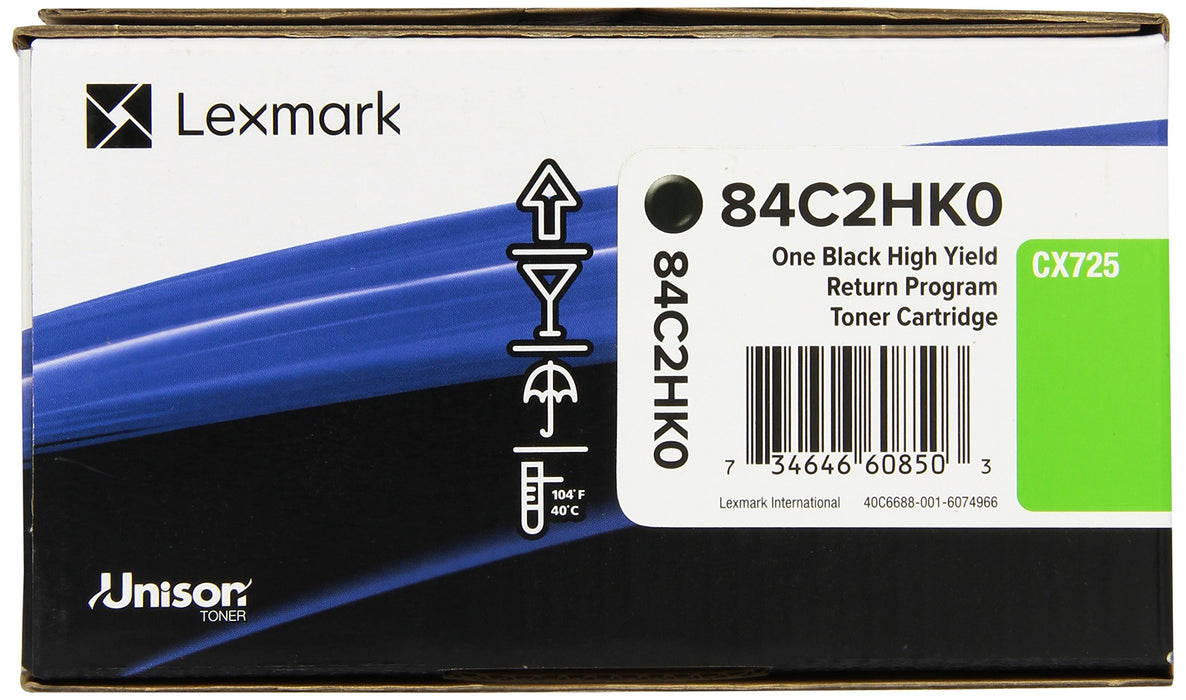 Lexmark
84C2HK0
84C2HK0
One Black High Yield
Return Program
Toner Cartridge
CX725
7 34646 60850 3
Lexmark International 40C6688-001-6074966
104°F
40°C
Unison
TONER